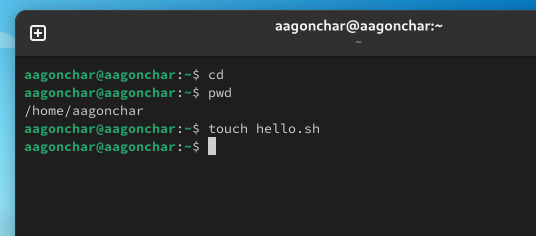 aagonchar@aagonchar:~
~
aagonchar@aagonchar:~$ cd
aagonchar@aagonchar:~$ pwd
/home/aagonchar
aagonchar@aagonchar:~$ touch hello.sh
aagonchar@aagonchar:~$